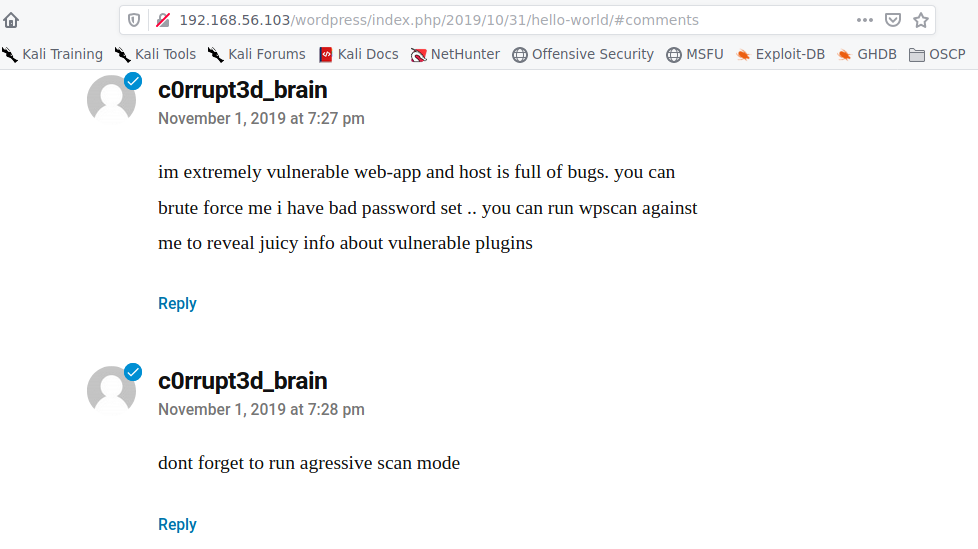 192.168.56.103/wordpress/index.php/2019/10/31/hello-world/#comments
Kali Training Kali Tools Kali Forums Kali Docs NetHunter Offensive Security MSFU Exploit-DB GHDB OSCP
c0rrupt3d_brain
November 1, 2019 at 7:27 pm
im extremely vulnerable web-app and host is full of bugs. you can
brute force me i have bad password set .. you can run wpscan against
me to reveal juicy info about vulnerable plugins
Reply
c0rrupt3d_brain
November 1, 2019 at 7:28 pm
dont forget to run agressive scan mode
Reply